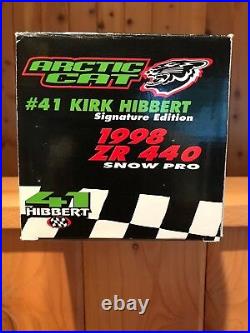 ARCTIC CAT
#41 KIRK HIBBERT
Signature Edition
1998
ZR 440
SNOW PRO
41
HIBBERT